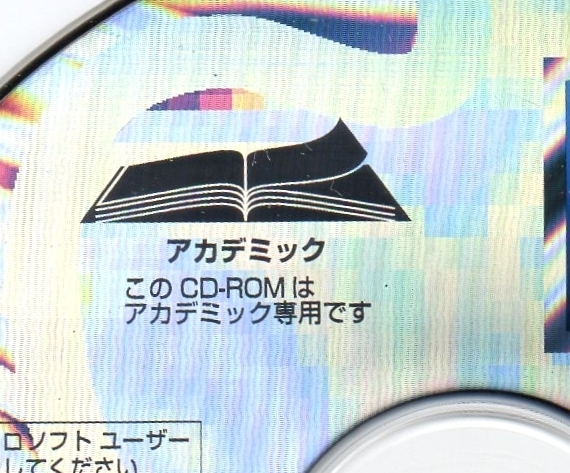 アカデミック
この CD-ROM は
アカデミック専用です
ロソフト ユーザー
してください